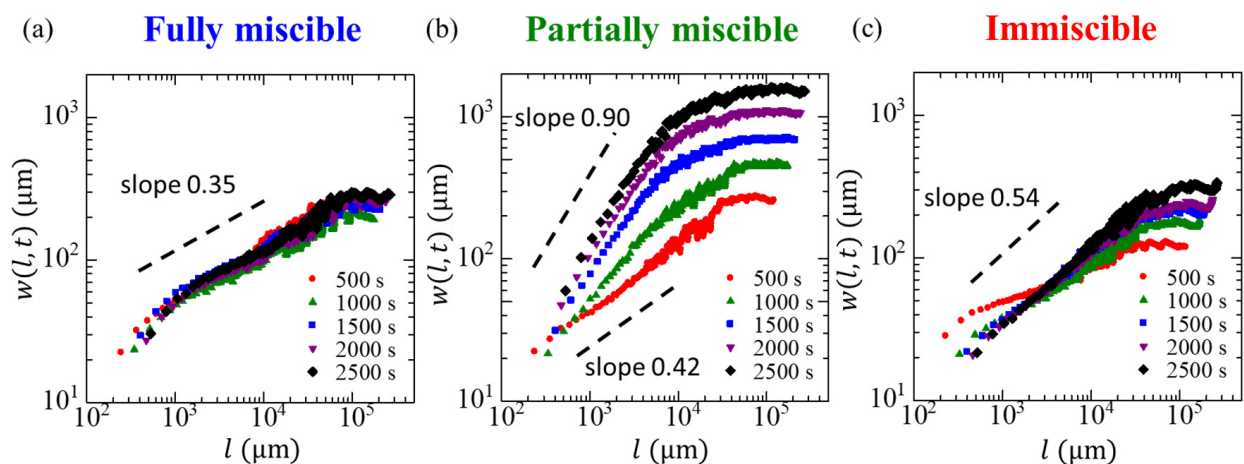 (a) Fully miscible
w(l,t) (μm)
10³
10²
10¹
slope 0.35
500 s
1000 s
1500 s
2000 s
2500 s
10² 10³ 10⁴ 10⁵
l (μm)
(b) Partially miscible
w(l,t) (μm)
10³
10²
10¹
slope 0.90
slope 0.42
500 s
1000 s
1500 s
2000 s
2500 s
10² 10³ 10⁴ 10⁵
l (μm)
(c) Immiscible
w(l,t) (μm)
10³
10²
10¹
slope 0.54
500 s
1000 s
1500 s
2000 s
2500 s
10² 10³ 10⁴ 10⁵
l (μm)